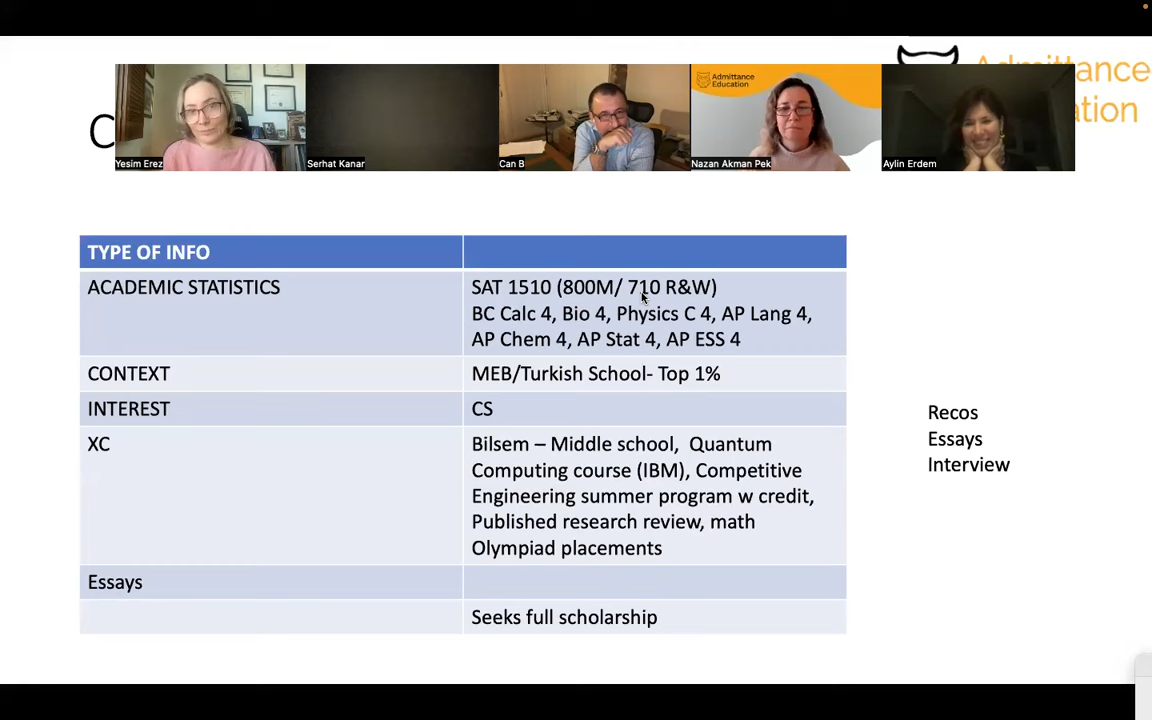 Admittance
Education
C
Admittance
Education
Yesim Erez
Serhat Kanar
Can B
Nazan Akman Pek
Aylin Erdem
TYPE OF INFO
ACADEMIC STATISTICS
SAT 1510 (800M/ 710 R&W)
BC Calc 4, Bio 4, Physics C 4, AP Lang 4,
AP Chem 4, AP Stat 4, AP ESS 4
CONTEXT
MEB/Turkish School- Top 1%
INTEREST
CS
XC
Bilsem – Middle school, Quantum
Computing course (IBM), Competitive
Engineering summer program w credit,
Published research review, math
Olympiad placements
Essays
Seeks full scholarship
Recos
Essays
Interview